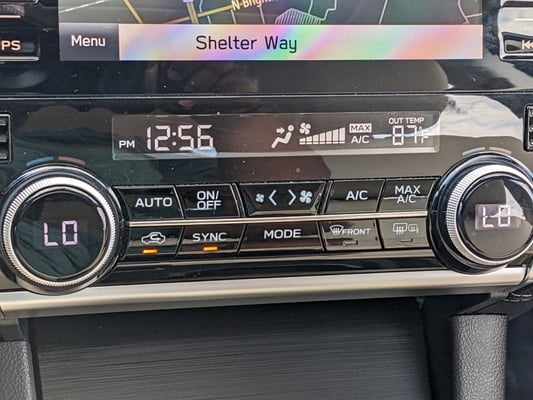 PS
Menu
Shelter Way
PM 12:56
MAX
A/C
OUT TEMP
87F
LO
AUTO
ON/
OFF
A/C
MAX
A/C
LO
SYNC
MODE
FRONT